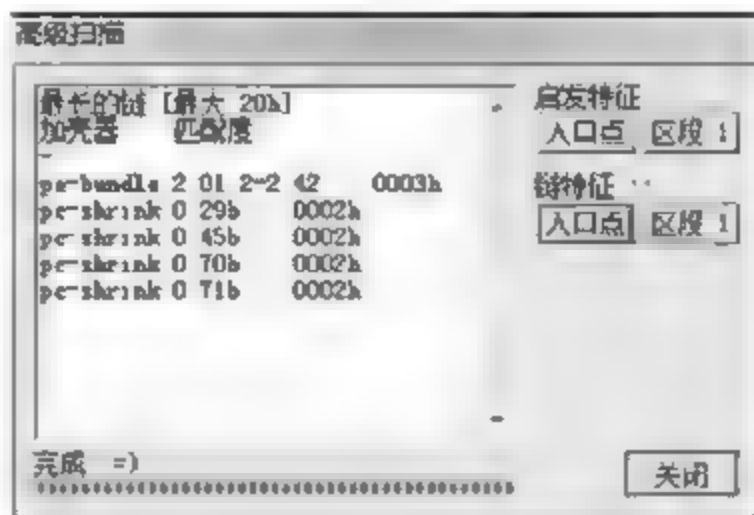 高级扫描
最长的链 [最大 20h]
加壳器 匹配度
pe-bundle 2 01 2-2 42 0003h
pe-shrink 0 29b 0002h
pe-shrink 0 45b 0002h
pe-shrink 0 70b 0002h
pe-shrink 0 71b 0002h
完成 =)
启发特征
入口点 区段 1
链特征
入口点 区段 1
关闭